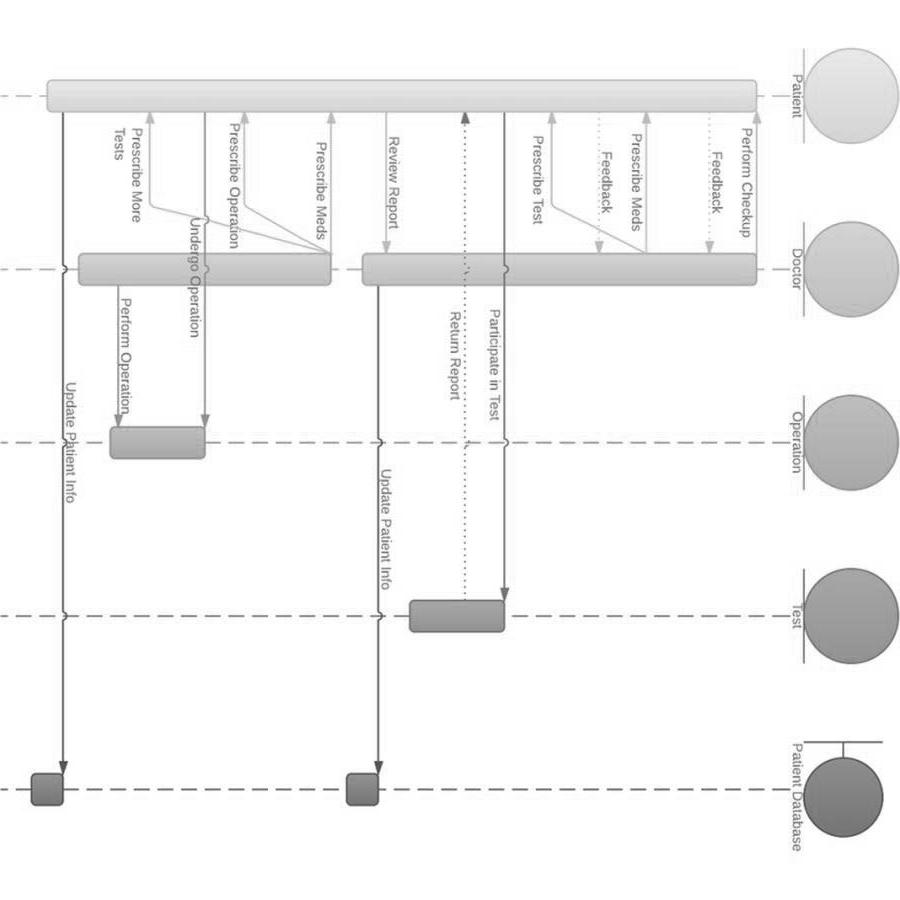 Patient
Doctor
Operation
Test
Patient Database
Perform Checkup
Feedback
Prescribe Meds
Feedback
Prescribe Test
Participate in Test
Return Report
Review Report
Update Patient Info
Prescribe Meds
Prescribe Operation
Undergo Operation
Prescribe More
Tests
Perform Operation
Update Patient Info